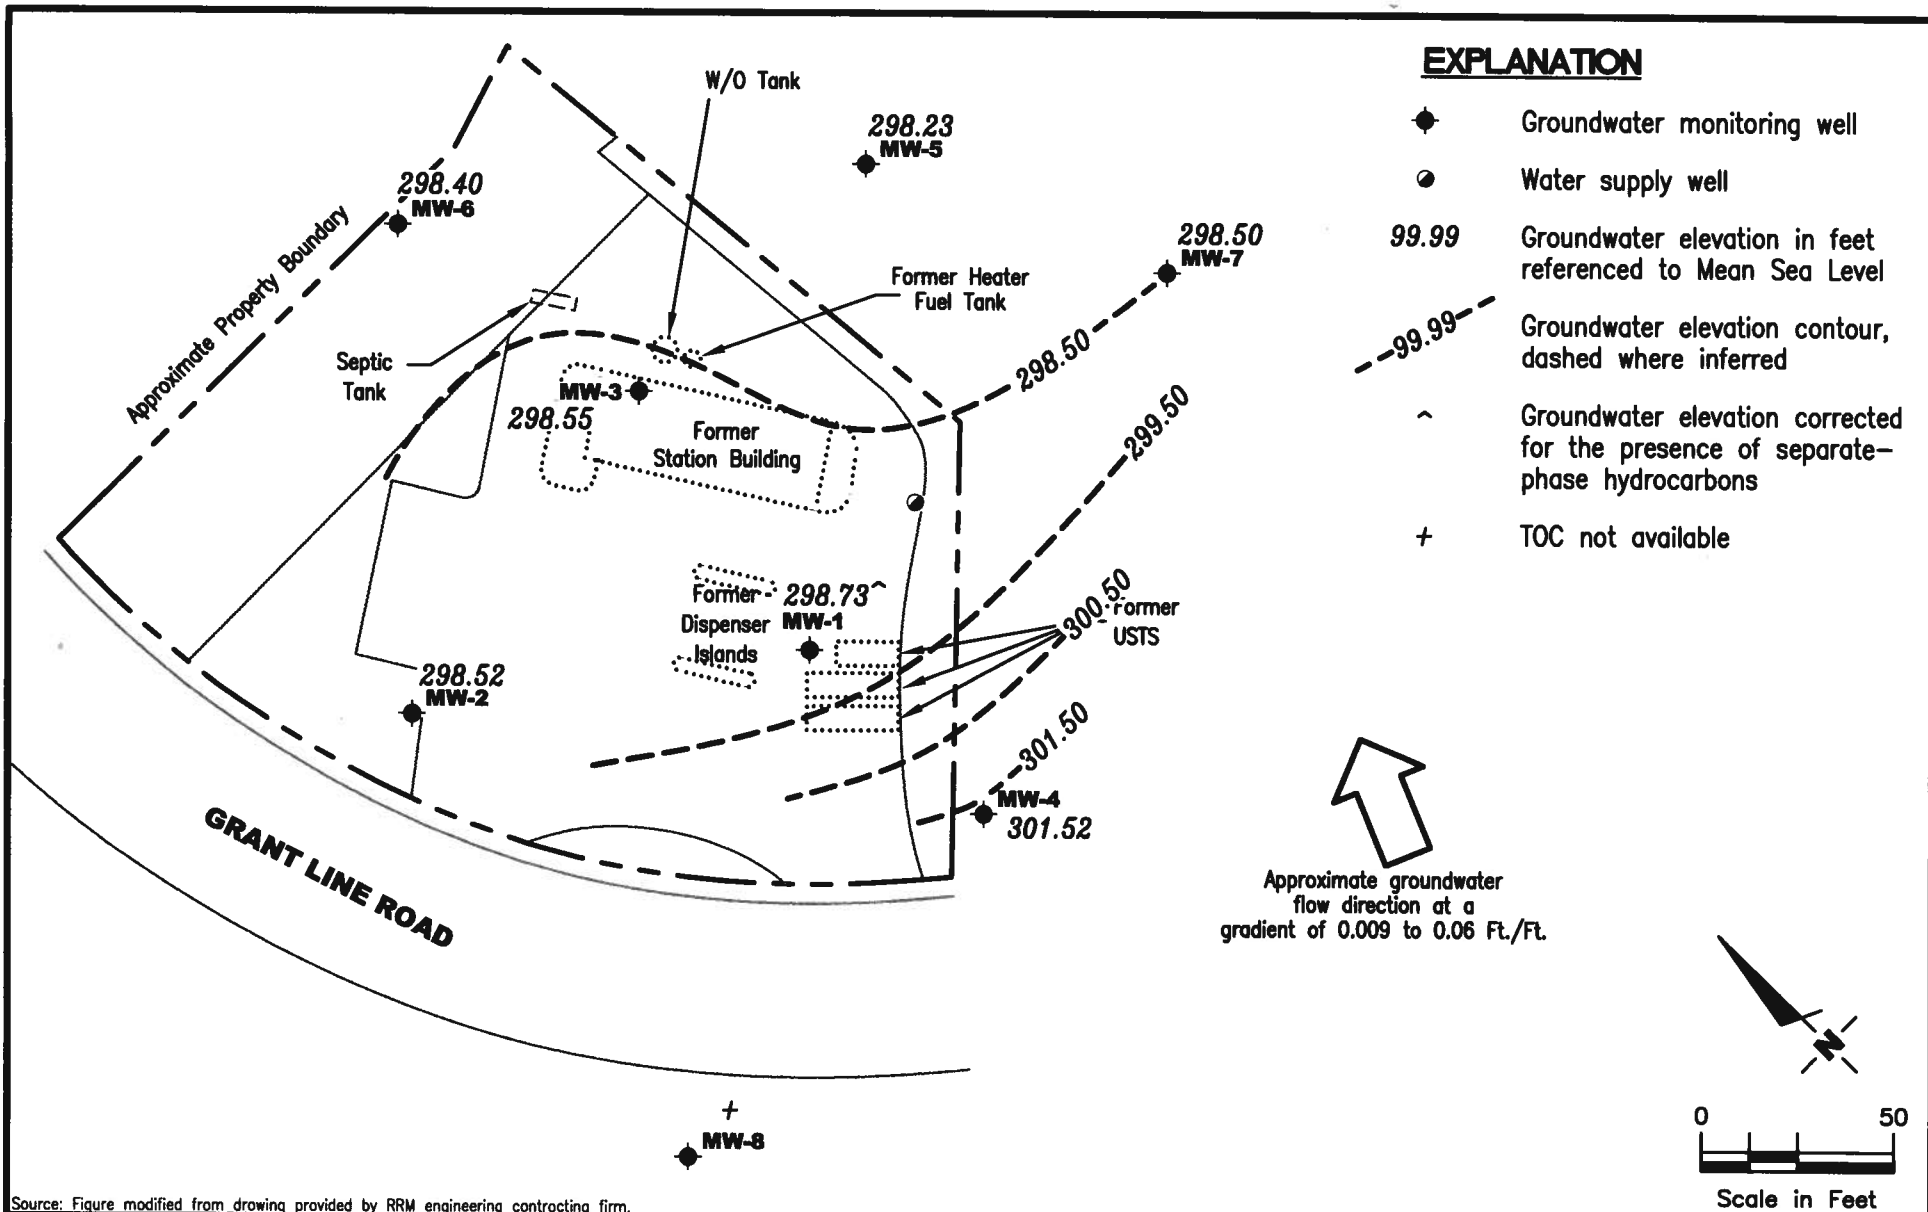 EXPLANATION
Groundwater monitoring well
Water supply well
99.99
Groundwater elevation in feet
referenced to Mean Sea Level
99.99
Groundwater elevation contour,
dashed where inferred
^
Groundwater elevation corrected
for the presence of separate-
phase hydrocarbons
+
TOC not available
W/O Tank
298.23
MW-5
298.40
MW-6
298.50
MW-7
Approximate Property Boundary
Former Heater
Fuel Tank
Septic
Tank
298.50
MW-3
298.55
Former
Station Building
299.50
Former
Dispenser
Islands
298.73^
MW-1
300.50
Former
USTS
298.52
MW-2
301.50
MW-4
301.52
GRANT LINE ROAD
Approximate groundwater
flow direction at a
gradient of 0.009 to 0.06 Ft./Ft.
N
+
MW-8
0 50
Scale in Feet
Source: Figure modified from drawing provided by RRM engineering contracting firm.